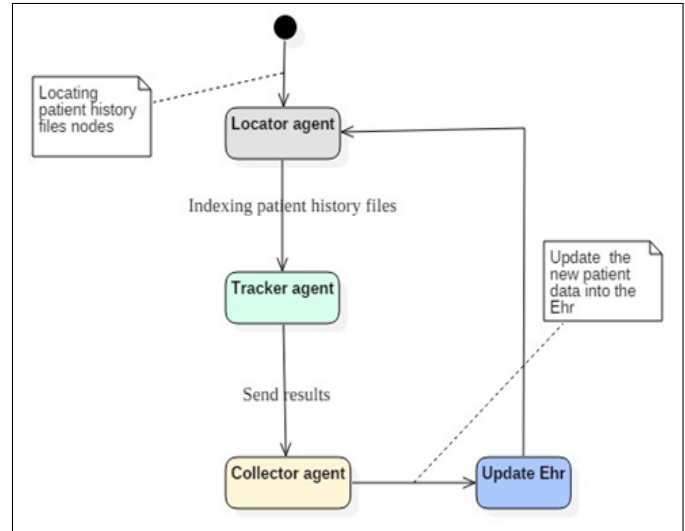 Locating
patient history
files nodes
Locator agent
Indexing patient history files
Tracker agent
Update the
new patient
data into the
Ehr
Send results
Collector agent
Update Ehr